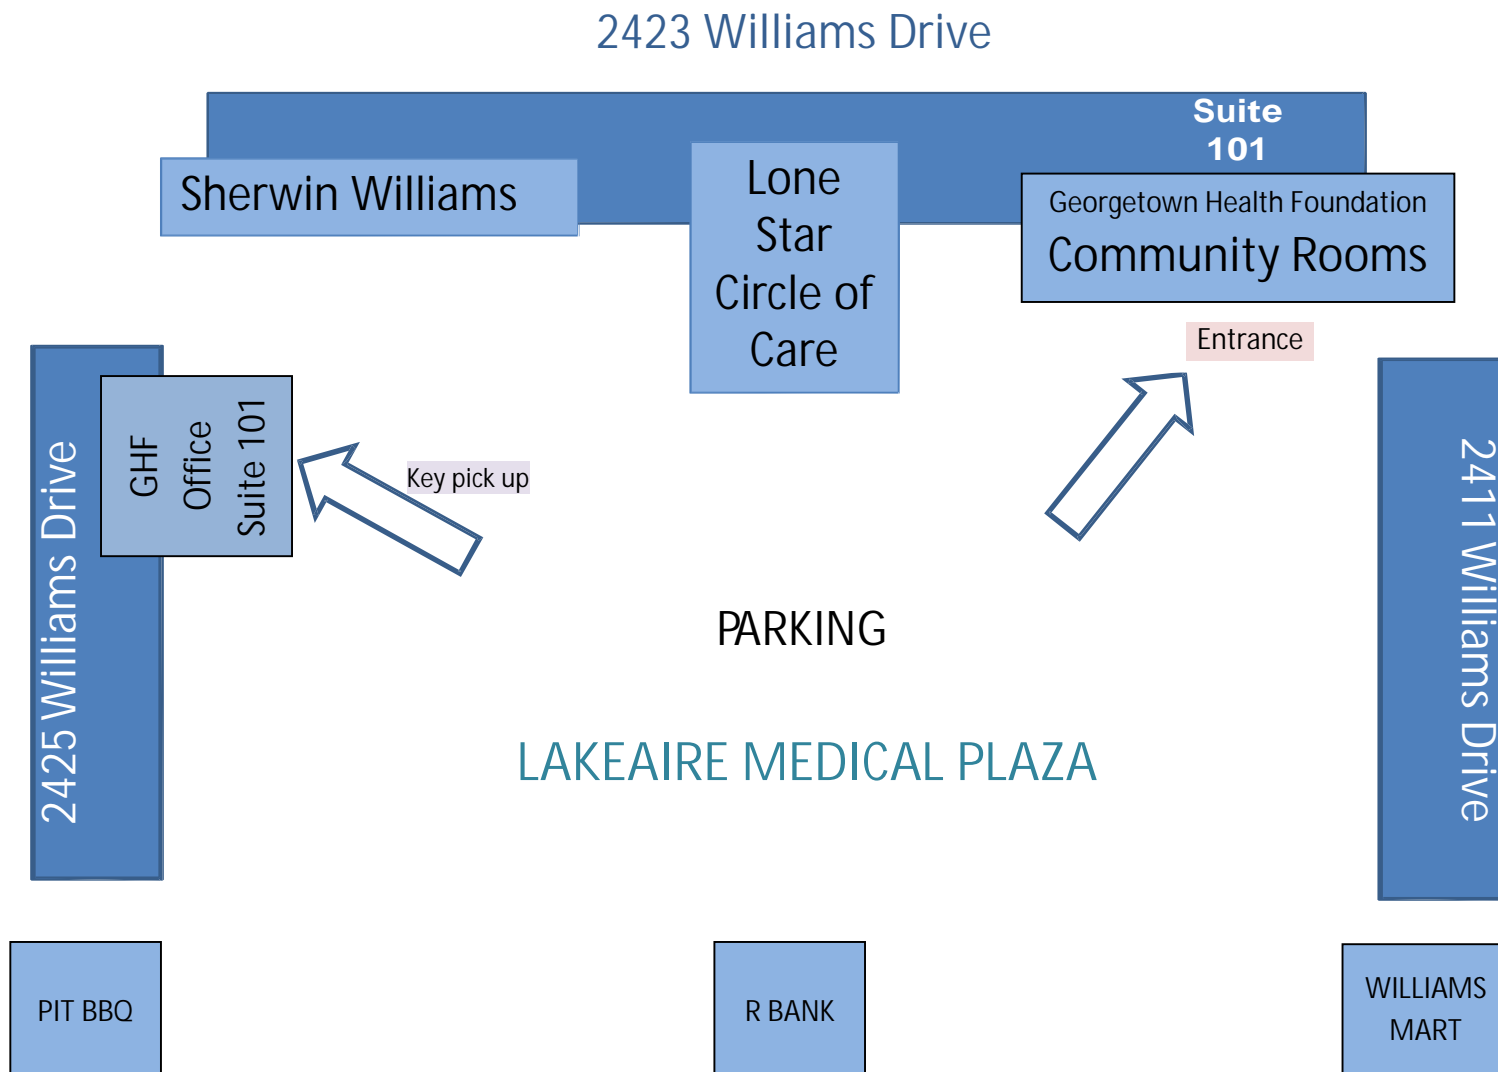 2423 Williams Drive
Suite
101
Sherwin Williams
Lone
Star
Circle of
Care
Georgetown Health Foundation
Community Rooms
Entrance
2425 Williams Drive
GHF
Office
Suite 101
Key pick up
2411 Williams Drive
PARKING
LAKEAIRE MEDICAL PLAZA
PIT BBQ
R BANK
WILLIAMS
MART